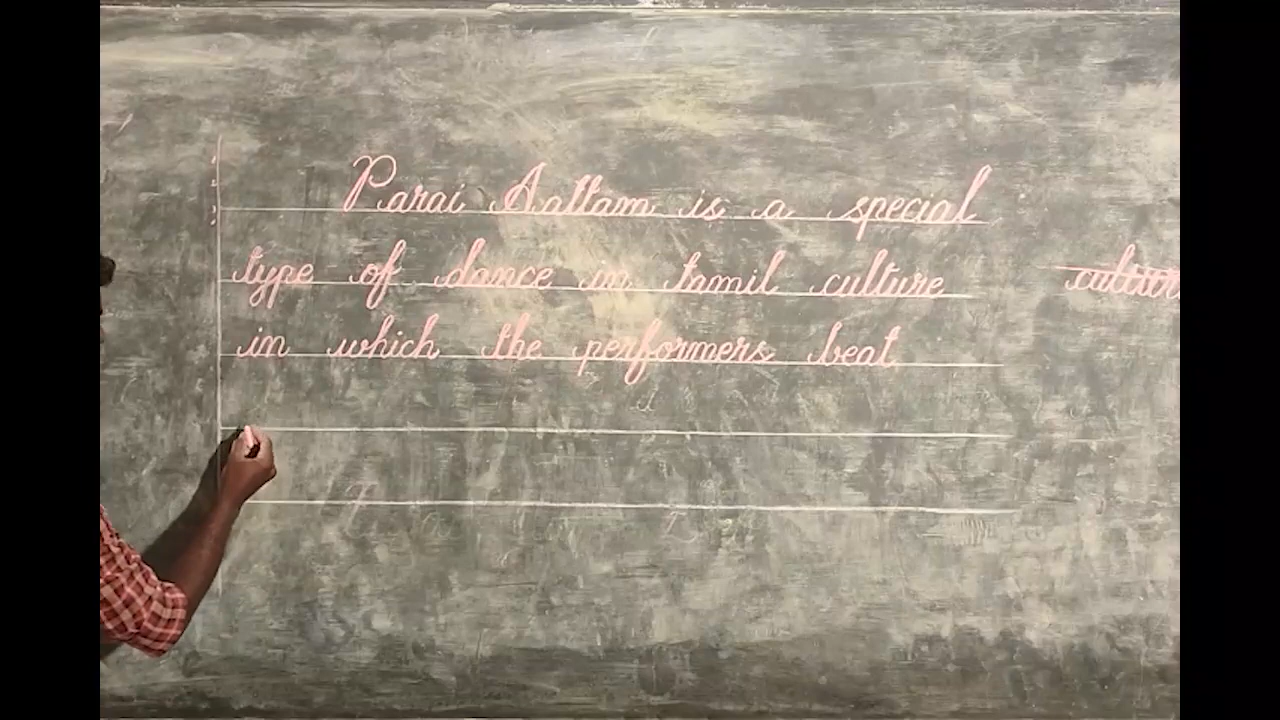 Parai Aattam is a special
type of dance in tamil culture
in which the performers beat